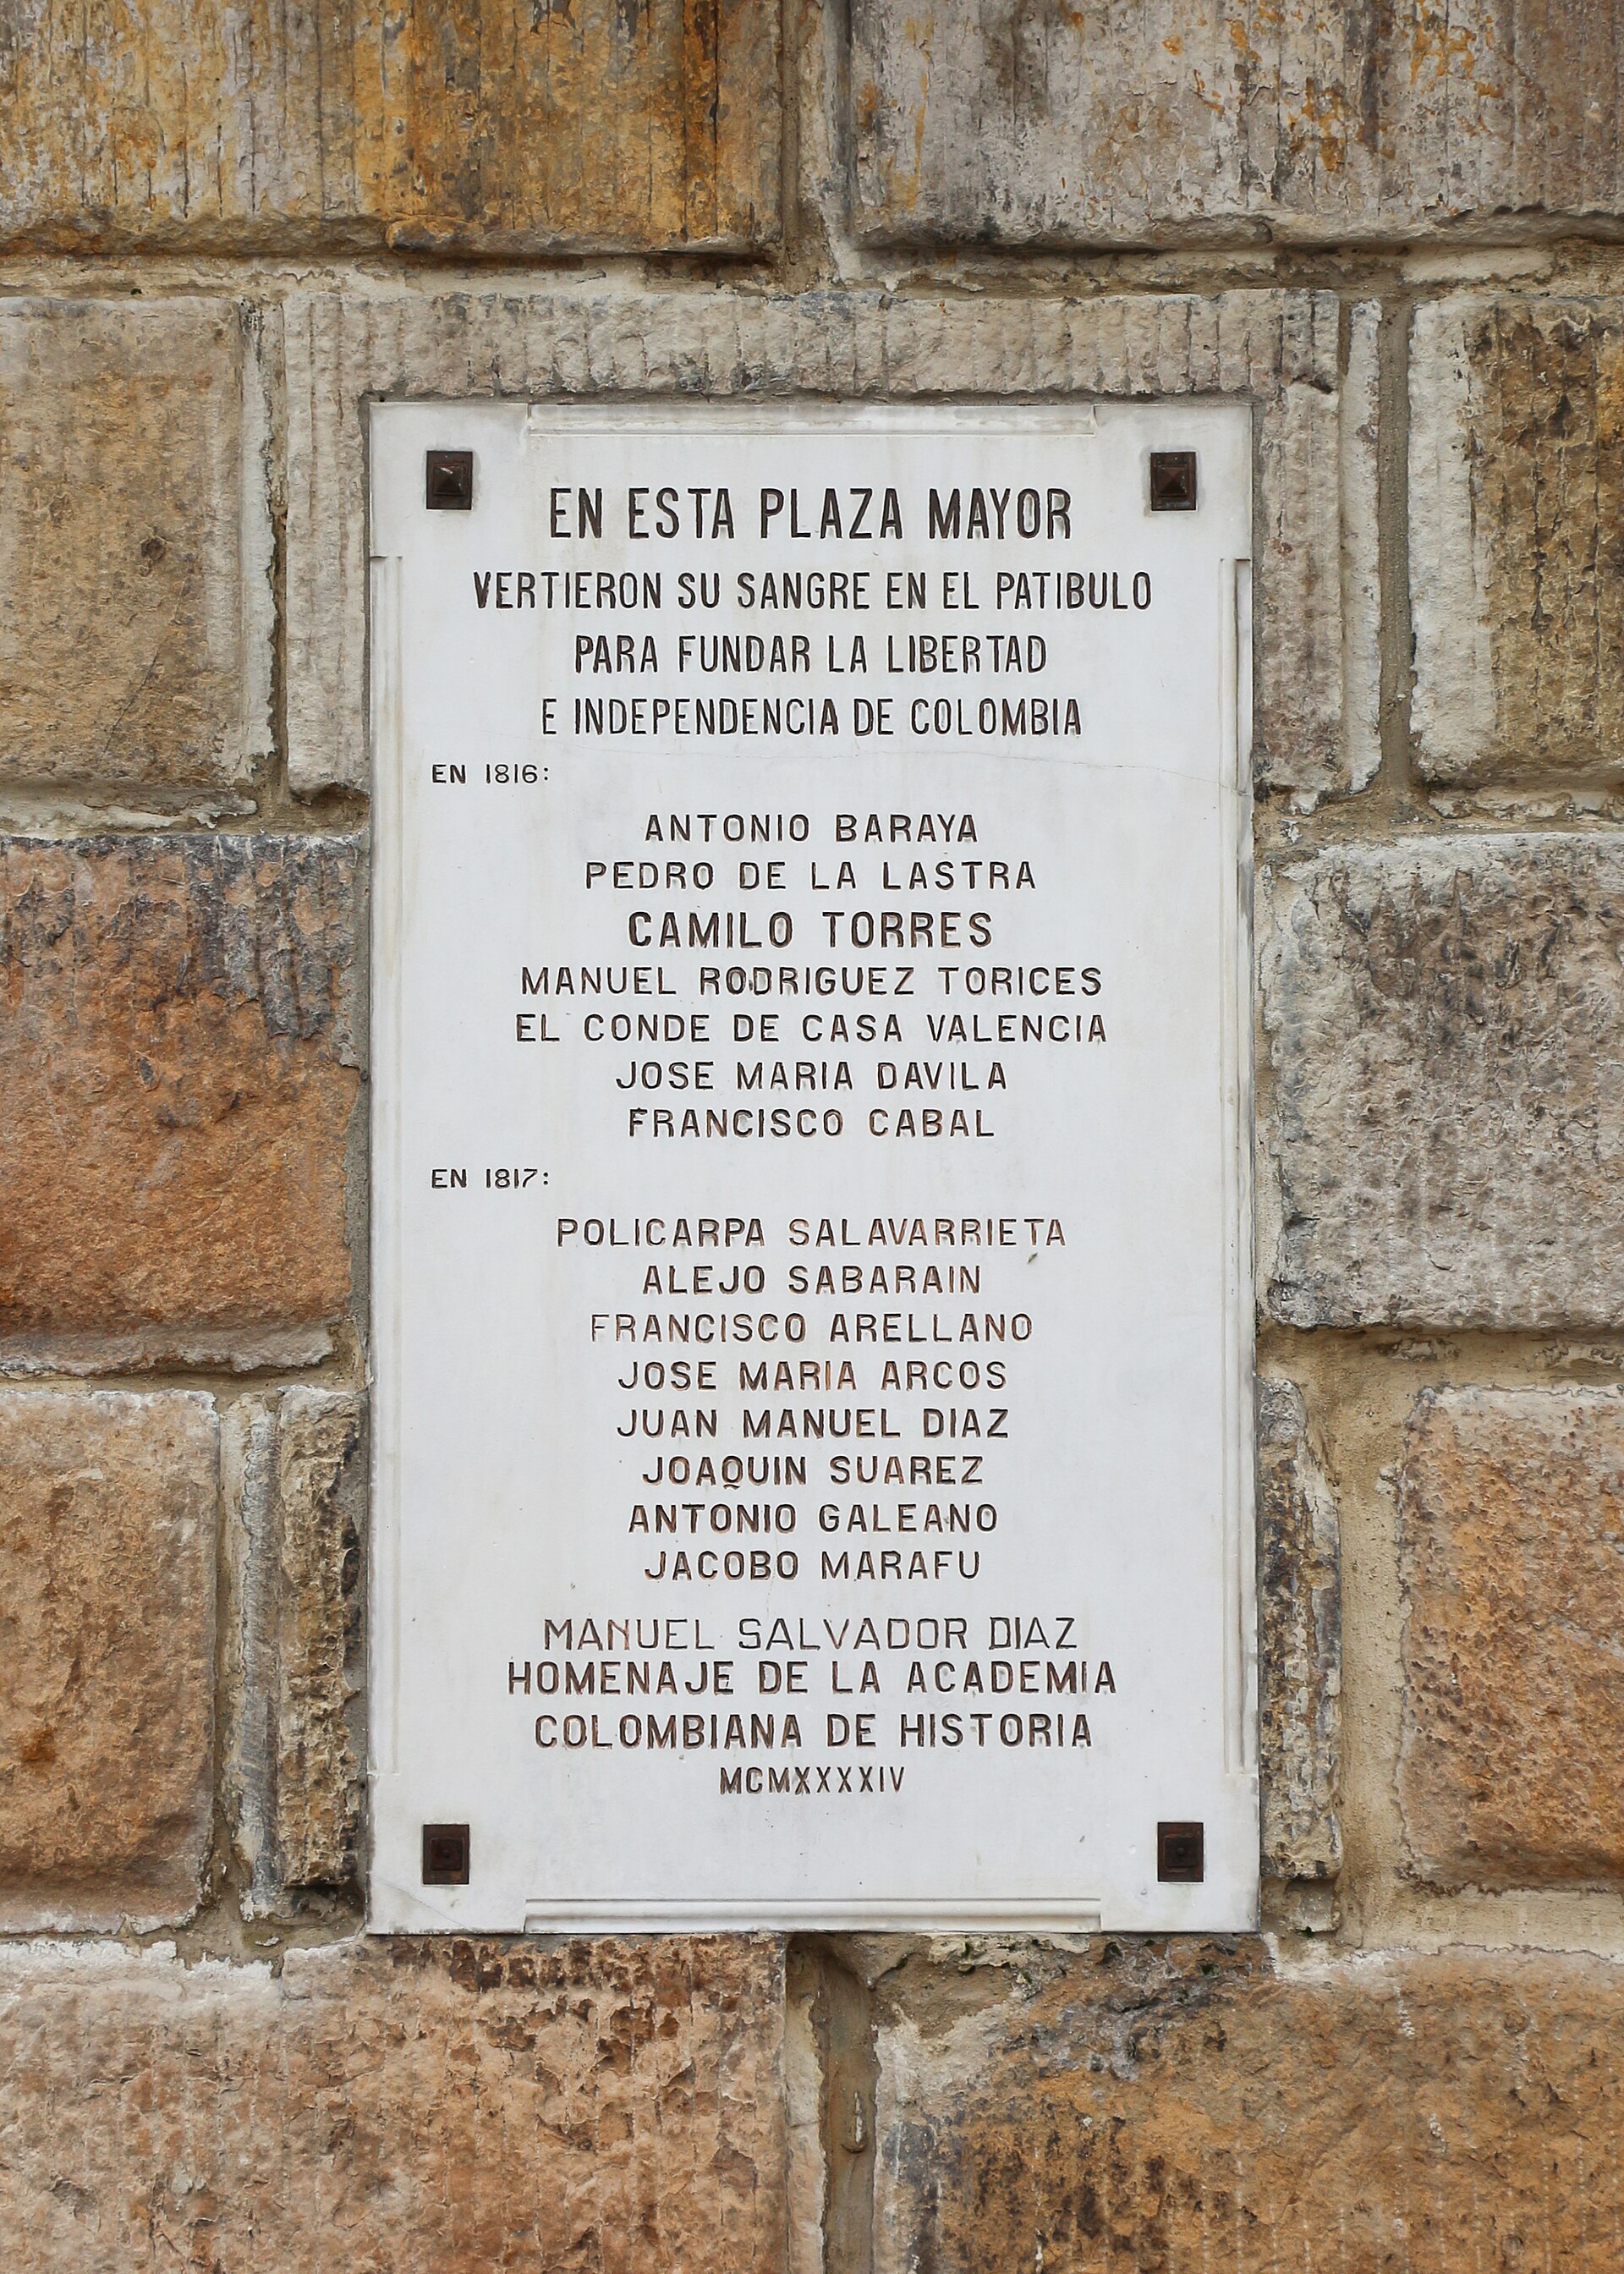 EN ESTA PLAZA MAYOR
VERTIERON SU SANGRE EN EL PATIBULO
PARA FUNDAR LA LIBERTAD
E INDEPENDENCIA DE COLOMBIA
EN 1816:
ANTONIO BARAYA
PEDRO DE LA LASTRA
CAMILO TORRES
MANUEL RODRIGUEZ TORICES
EL CONDE DE CASA VALENCIA
JOSE MARIA DAVILA
FRANCISCO CABAL
EN 1817:
POLICARPA SALAVARRIETA
ALEJO SABARAIN
FRANCISCO ARELLANO
JOSE MARIA ARCOS
JUAN MANUEL DIAZ
JOAQUIN SUAREZ
ANTONIO GALEANO
JACOBO MARAFU
MANUEL SALVADOR DIAZ
HOMENAJE DE LA ACADEMIA
COLOMBIANA DE HISTORIA
MCMXXXXIV